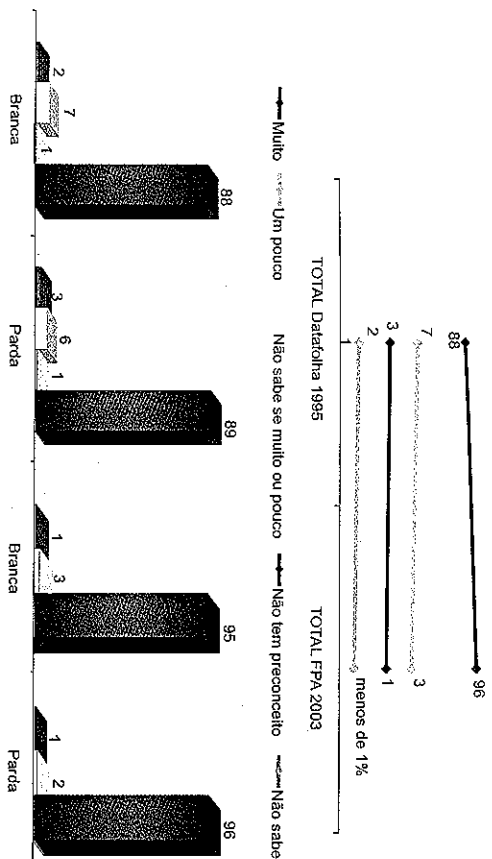 TOTAL Datafolha 1995
TOTAL FPA 2003
88
96
7
3
3
1
2
1
menos de 1%
Muito
Um pouco
Não sabe se muito ou pouco
Não tem preconceito
Não sabe
2
7
1
88
3
6
1
89
1
3
95
1
2
96
Branca
Parda
Branca
Parda